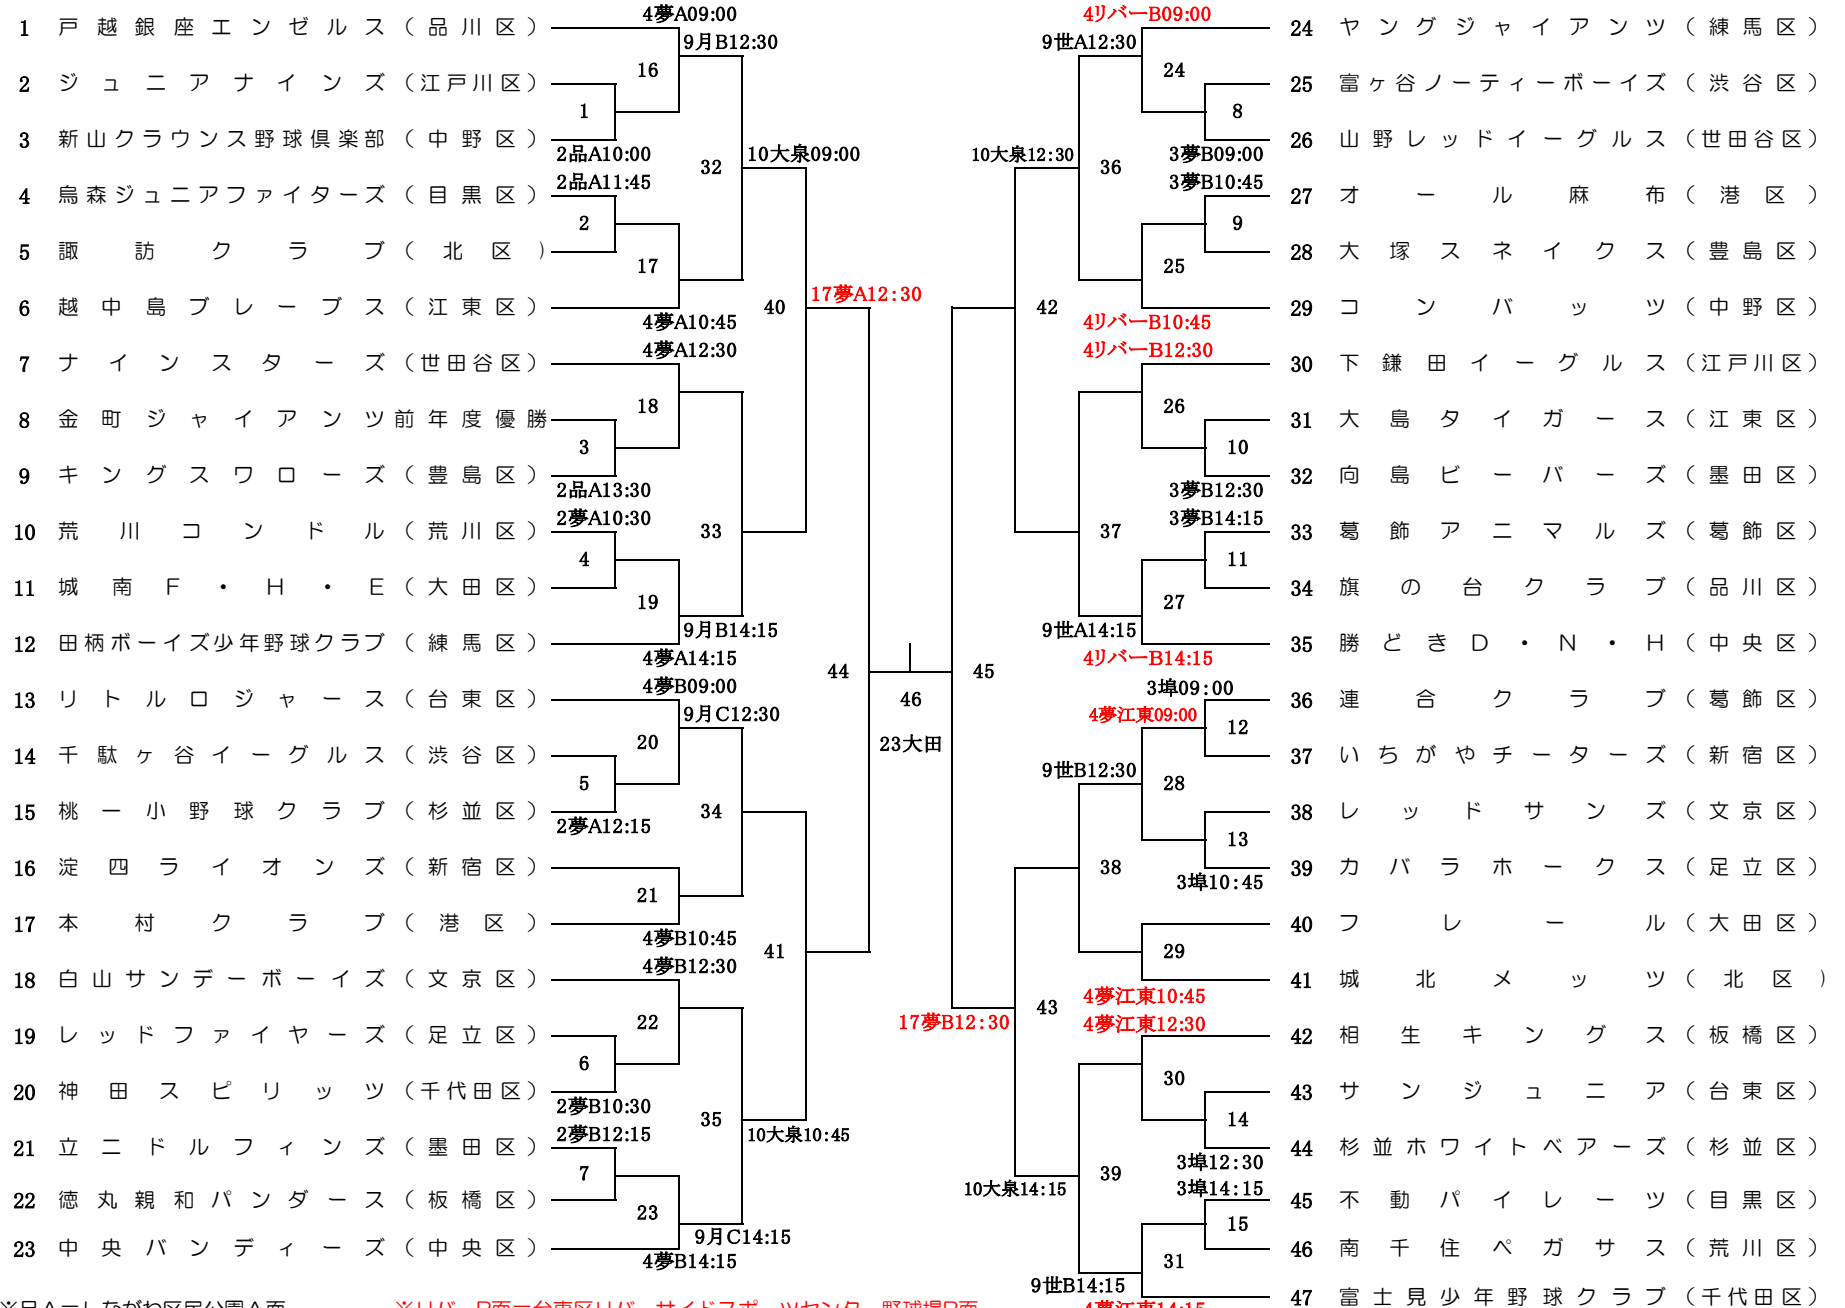 4夢A09:00
1 戸越銀座エンゼルス（品川区）
9月B12:30
16
2 ジュニアナインズ（江戸川区）
1
3 新山クラウンス野球倶楽部（中野区）
2品A10:00
32
10大泉09:00
2品A11:45
4 烏森ジュニアファイターズ（目黒区）
2
5 諏訪クラブ（北区）
17
6 越中島ブレーブス（江東区）
40
17夢A12:30
4夢A10:45
4夢A12:30
7 ナインスターズ（世田谷区）
18
8 金町ジャイアンツ前年度優勝
3
9 キングスワローズ（豊島区）
2品A13:30
2夢A10:30
10 荒川コンドル（荒川区）
33
4
11 城南F・H・E（大田区）
19
9月B14:15
12 田柄ボーイズ少年野球クラブ（練馬区）
4夢A14:15
44
4夢B09:00
13 リトルロジャース（台東区）
9月C12:30
20
14 千駄ヶ谷イーグルス（渋谷区）
5
15 桃一小野球クラブ（杉並区）
34
2夢A12:15
16 淀四ライオンズ（新宿区）
21
17 本村クラブ（港区）
4夢B10:45
41
4夢B12:30
18 白山サンデーボーイズ（文京区）
22
19 レッドファイヤーズ（足立区）
6
20 神田スピリッツ（千代田区）
2夢B10:30
35
10大泉10:45
2夢B12:15
21 立二ドルフィンズ（墨田区）
7
22 徳丸親和パンダース（板橋区）
23
9月C14:15
23 中央バンディーズ（中央区）
4夢B14:15
46
23大田
4リバーB09:00
24 ヤングジャイアンツ（練馬区）
9世A12:30
24
25 富ヶ谷ノーティーボーイズ（渋谷区）
8
26 山野レッドイーグルス（世田谷区）
3夢B09:00
10大泉12:30
36
3夢B10:45
27 オール麻布（港区）
9
28 大塚スネイクス（豊島区）
25
29 コンバッツ（中野区）
42
4リバーB10:45
4リバーB12:30
30 下鎌田イーグルス（江戸川区）
26
31 大島タイガース（江東区）
10
32 向島ビーバーズ（墨田区）
3夢B12:30
3夢B14:15
33 葛飾アニマルズ（葛飾区）
37
11
34 旗の台クラブ（品川区）
27
9世A14:15
35 勝どきD・N・H（中央区）
4リバーB14:15
45
3埠09:00
36 連合クラブ（葛飾区）
4夢江東09:00
12
37 いちがやチーターズ（新宿区）
9世B12:30
28
38 レッドサンズ（文京区）
13
39 カバラホークス（足立区）
3埠10:45
38
40 フレール（大田区）
29
41 城北メッツ（北区）
4夢江東10:45
43
17夢B12:30
4夢江東12:30
42 相生キングス（板橋区）
30
43 サンジュニア（台東区）
14
44 杉並ホワイトベアーズ（杉並区）
3埠12:30
39
10大泉14:15
3埠14:15
45 不動パイレーツ（目黒区）
15
46 南千住ペガサス（荒川区）
31
9世B14:15
47 富士見少年野球クラブ（千代田区）